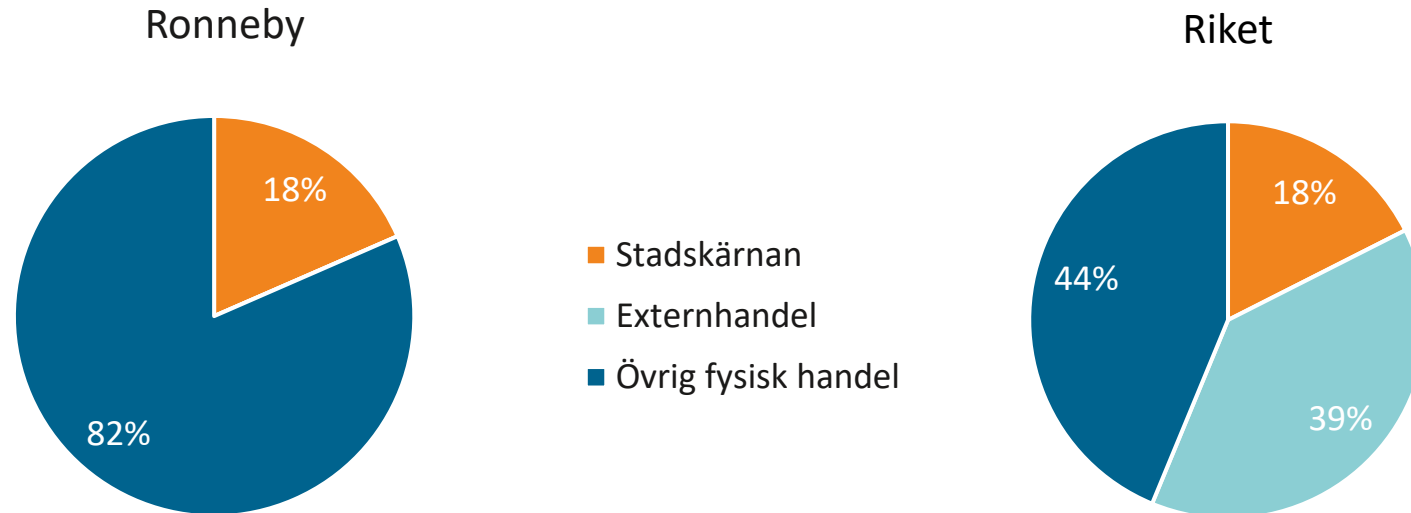 Ronneby
18%
82%
Stadskärnan
Externhandel
Övrig fysisk handel
Riket
18%
44%
39%